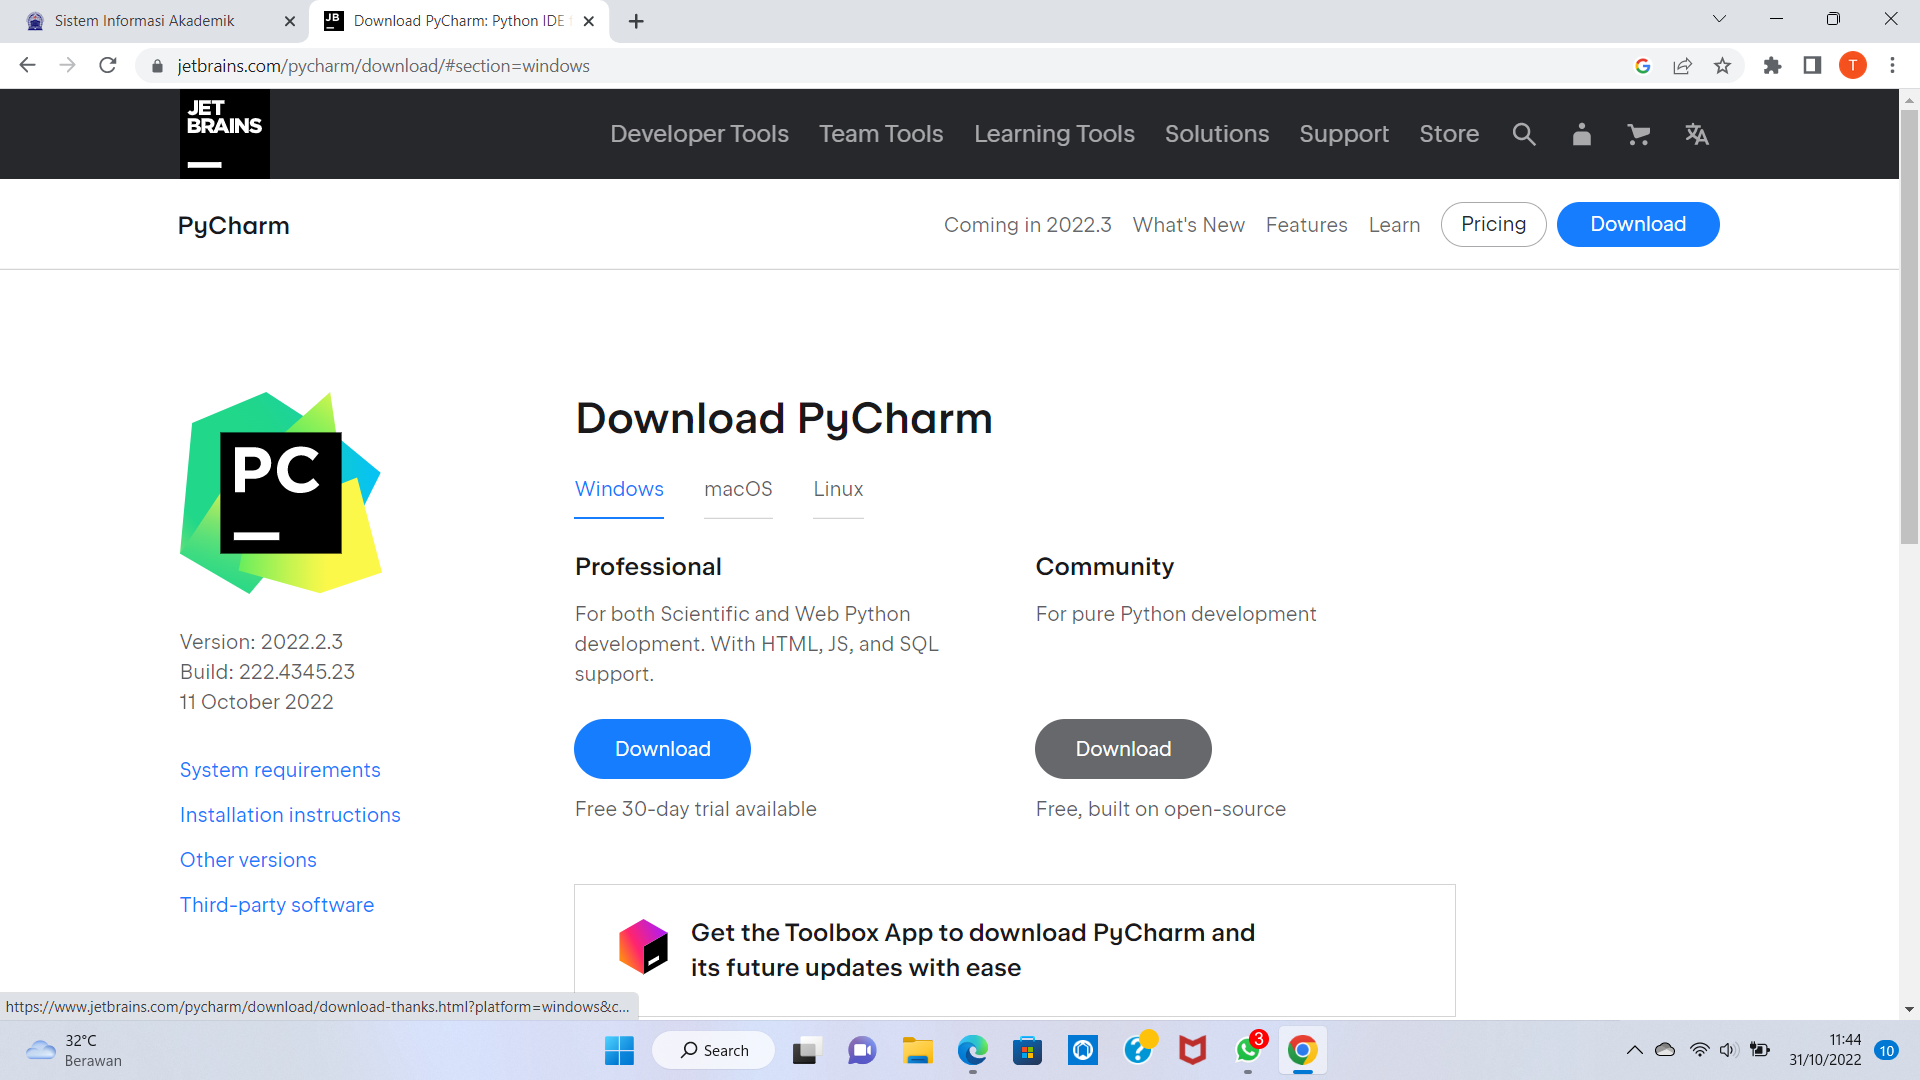 Sistem Informasi Akademik
JB
Download PyCharm: Python IDE f
jetbrains.com/pycharm/download/#section=windows
T
JET
BRAINS
Developer Tools Team Tools Learning Tools Solutions Support Store
PyCharm
Coming in 2022.3 What's New Features Learn Pricing Download
PC
Version: 2022.2.3
Build: 222.4345.23
11 October 2022
System requirements
Installation instructions
Other versions
Third-party software
Download PyCharm
Windows macOS Linux
Professional
For both Scientific and Web Python
development. With HTML, JS, and SQL
support.
Download
Free 30-day trial available
Community
For pure Python development
Download
Free, built on open-source
Get the Toolbox App to download PyCharm and
its future updates with ease
https://www.jetbrains.com/pycharm/download/download-thanks.html?platform=windows&c...
32°C
Berawan
Search
3
11:44
31/10/2022
10